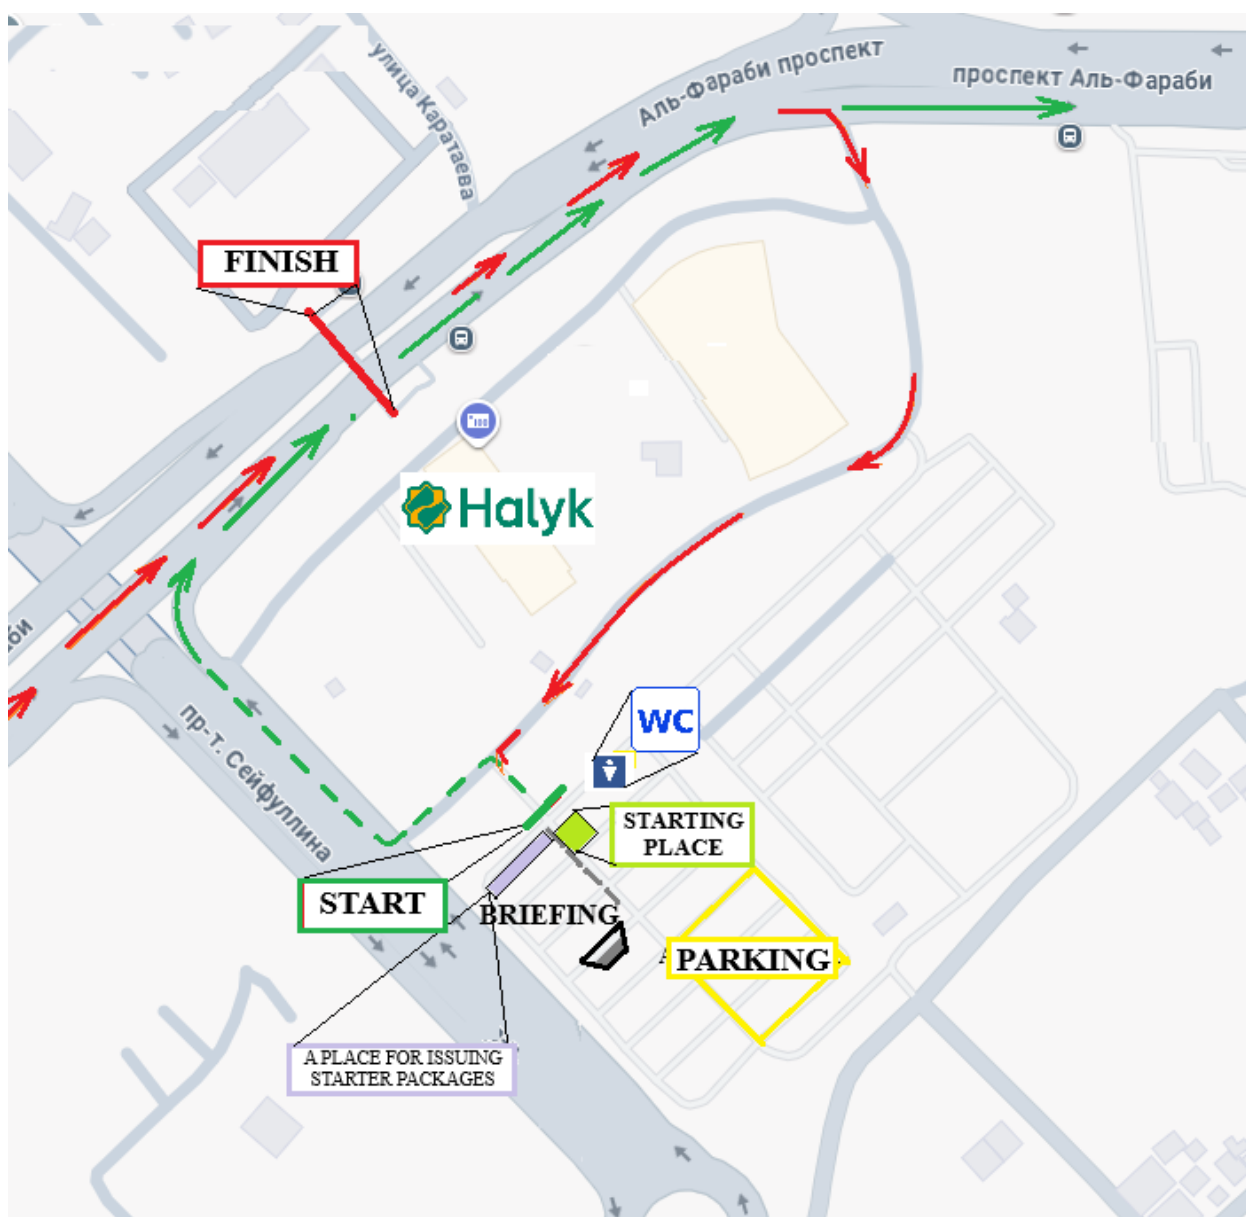 улица Каратаева
Аль-Фараби проспект
проспект Аль-Фараби
FINISH
Halyk
би
WC
пр-т. Сейфуллина
STARTING
PLACE
START
BRIEFING
PARKING
A PLACE FOR ISSUING
STARTER PACKAGES